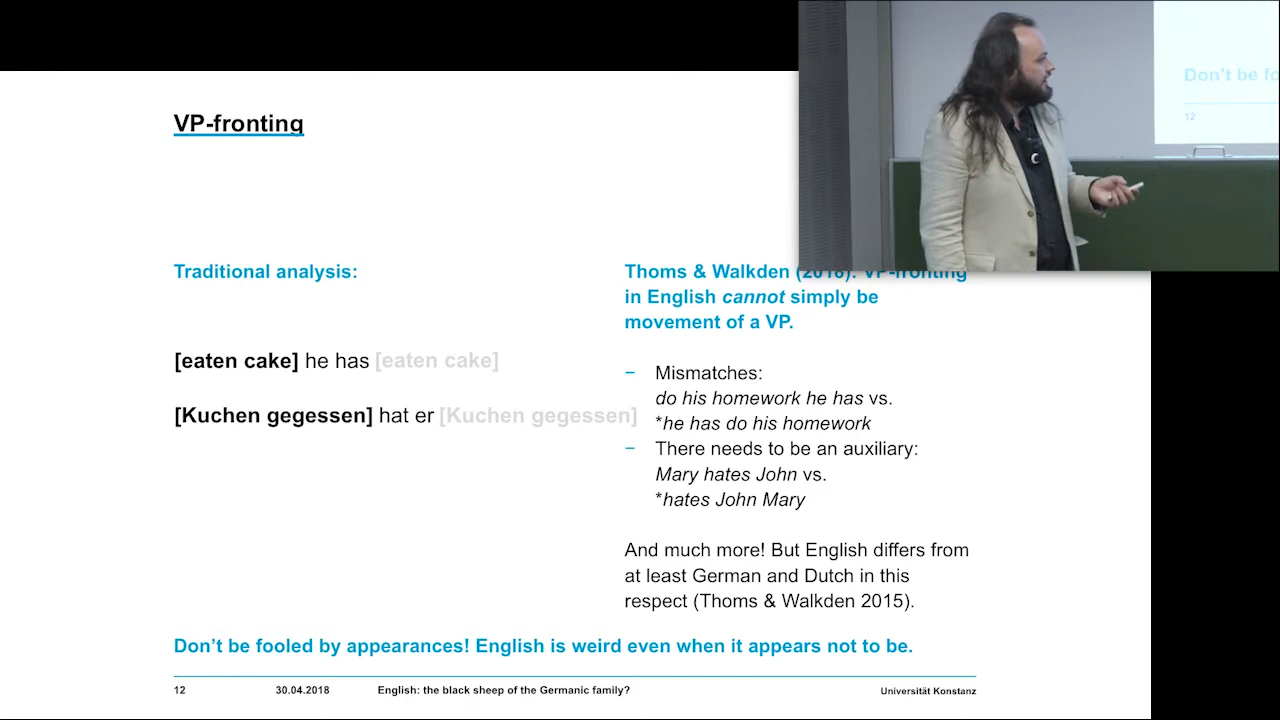 VP-fronting
Traditional analysis:
[eaten cake] he has [eaten cake]
[Kuchen gegessen] hat er [Kuchen gegessen]
Thoms & Walkden (2018): VP-fronting
in English cannot simply be
movement of a VP.
– Mismatches:
do his homework he has vs.
*he has do his homework
– There needs to be an auxiliary:
Mary hates John vs.
*hates John Mary
And much more! But English differs from
at least German and Dutch in this
respect (Thoms & Walkden 2015).
Don't be fooled by appearances! English is weird even when it appears not to be.
12 30.04.2018 English: the black sheep of the Germanic family? Universität Konstanz
Don't be fo
12